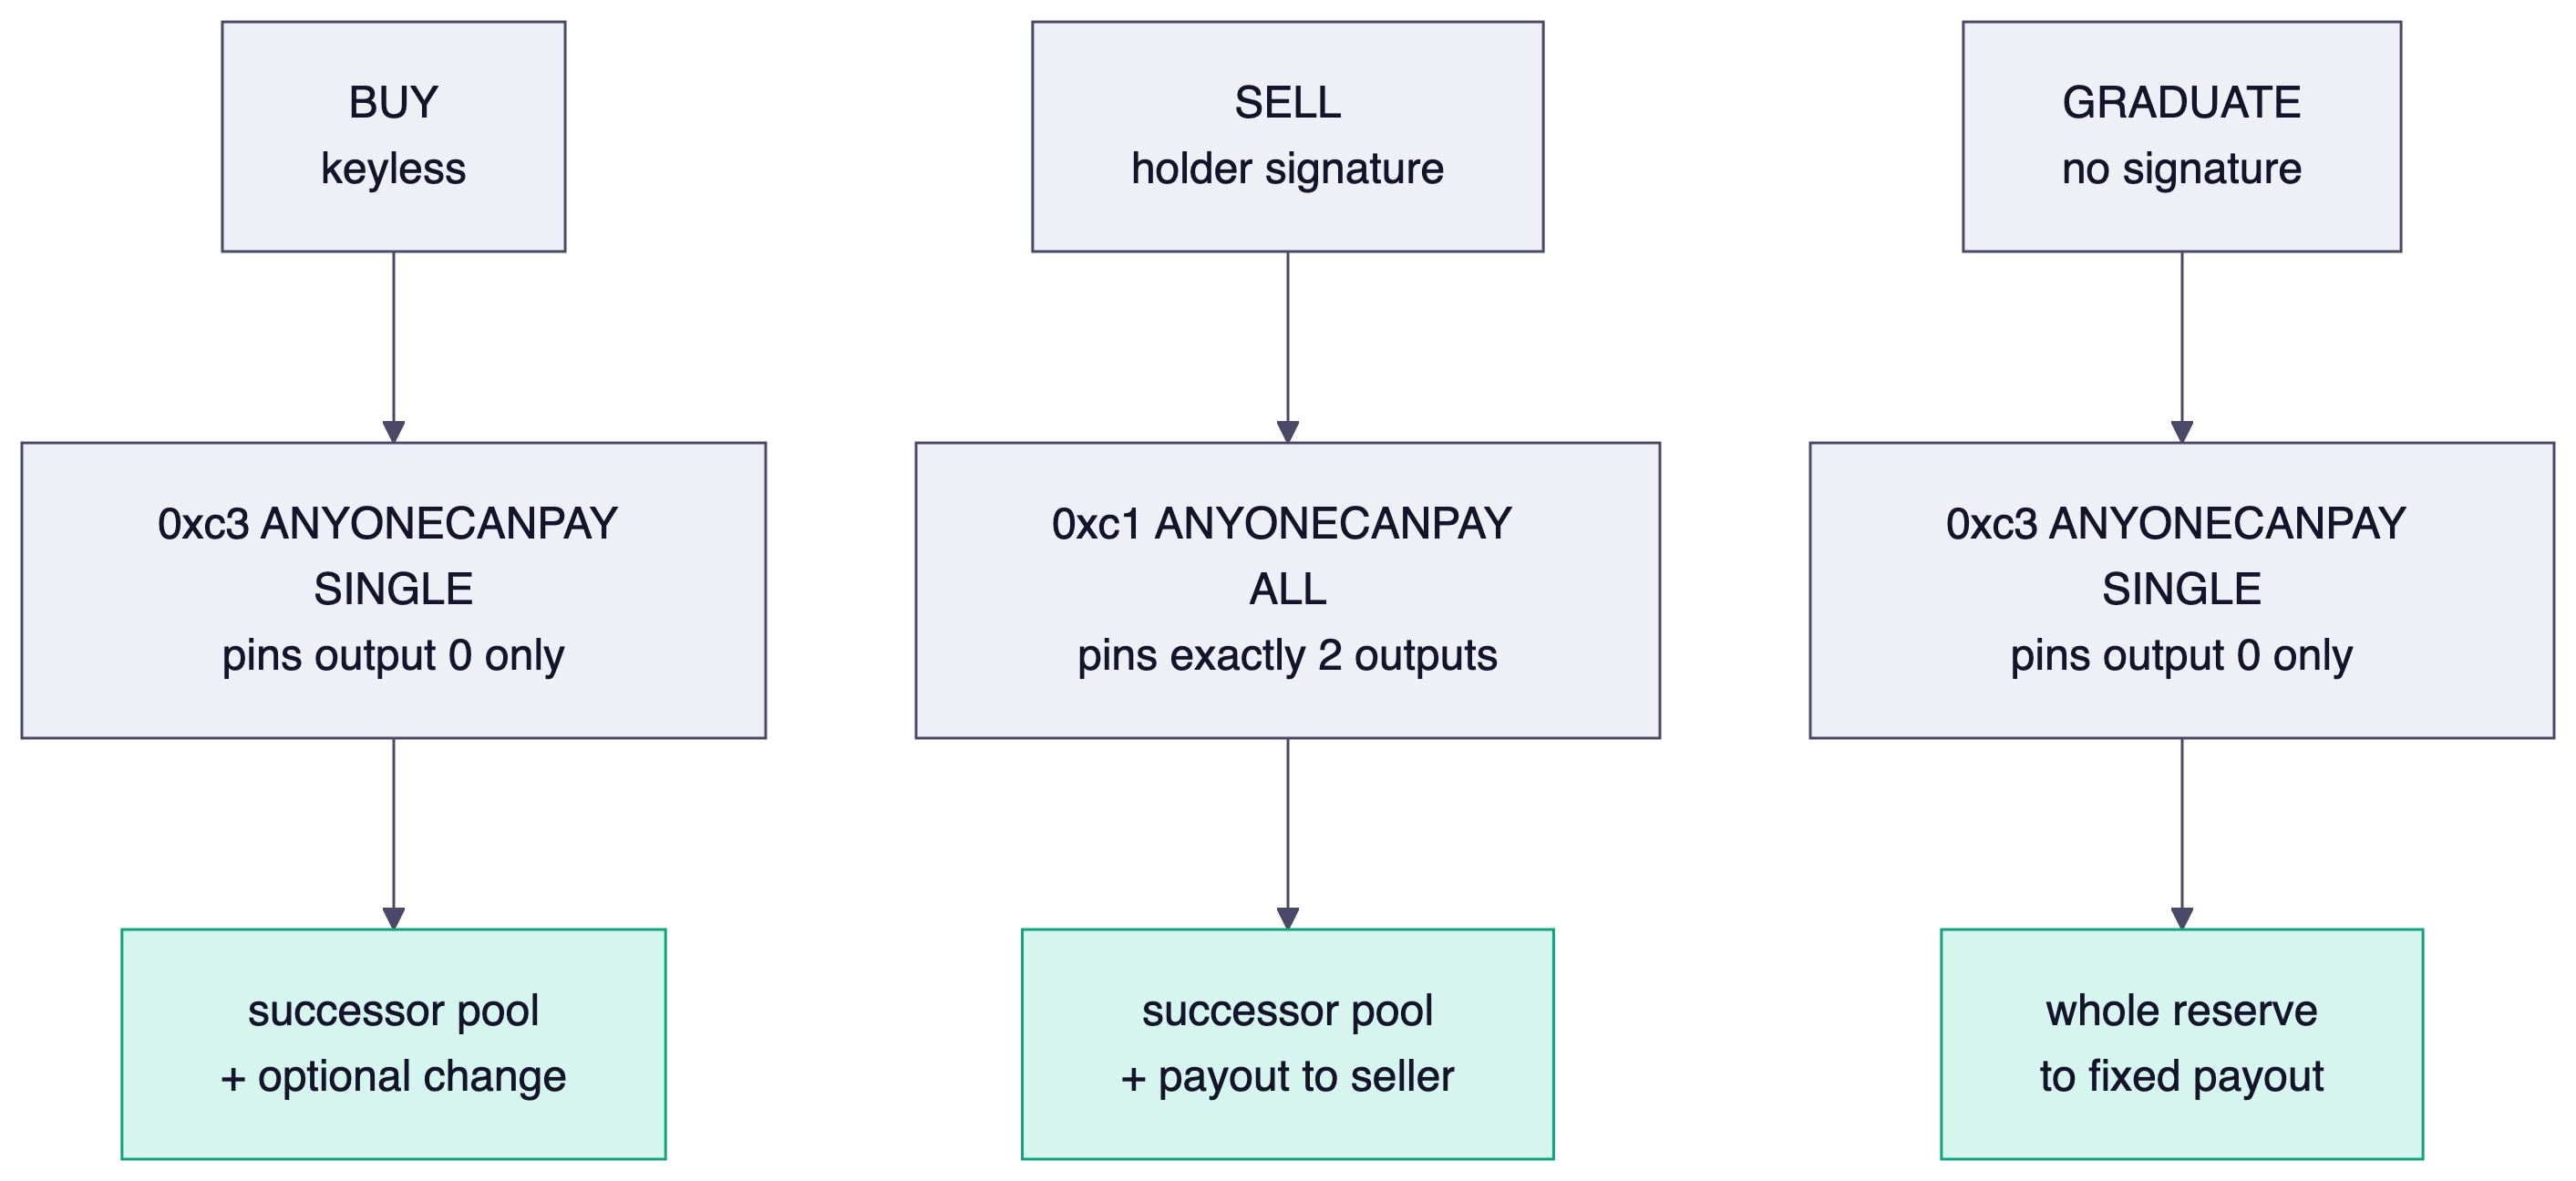 BUY
keyless
SELL
holder signature
GRADUATE
no signature
0xc3 ANYONECANPAY
SINGLE
pins output 0 only
0xc1 ANYONECANPAY
ALL
pins exactly 2 outputs
0xc3 ANYONECANPAY
SINGLE
pins output 0 only
successor pool
+ optional change
successor pool
+ payout to seller
whole reserve
to fixed payout